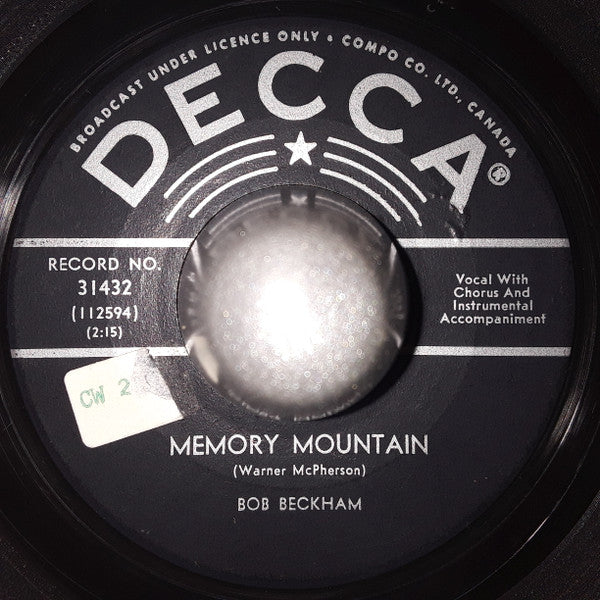 BROADCAST UNDER LICENCE ONLY • COMPO CO. LTD., CANADA
DECCA®
RECORD NO.
31432
(112594)
(2:15)
Vocal With
Chorus And
Instrumental
Accompaniment
CW 2
MEMORY MOUNTAIN
(Warner McPherson)
BOB BECKHAM